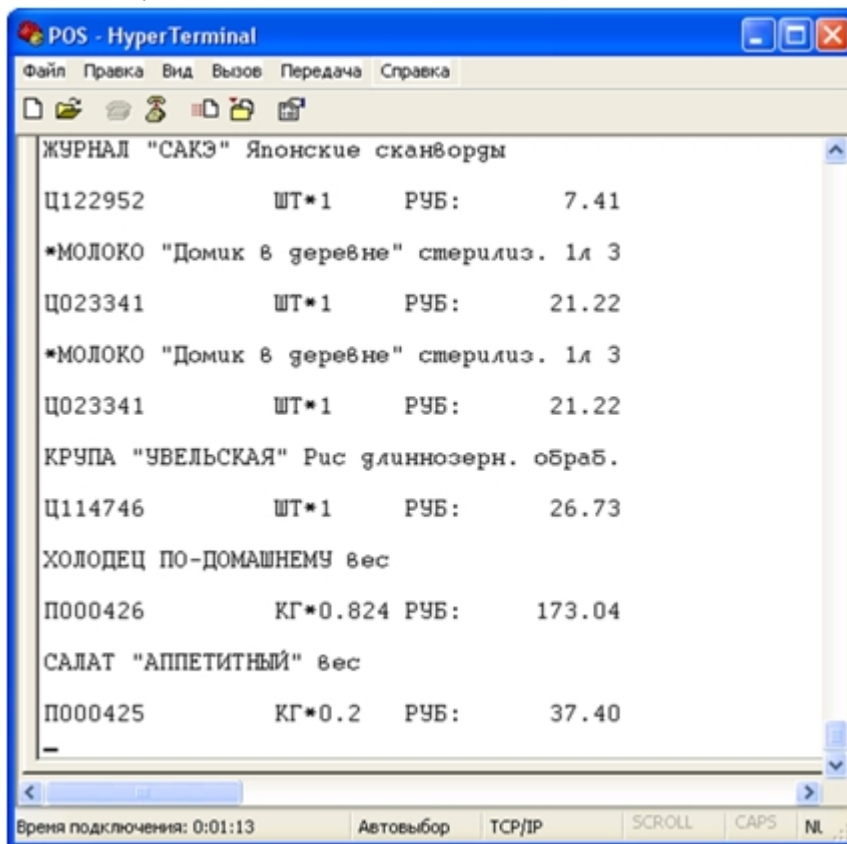 POS - HyperTerminal
Файл Правка Вид Вызов Передача Справка
ЖУРНАЛ "САКЭ" Японские сканворды
Ц122952 ШТ*1 РУБ: 7.41
*МОЛОКО "Домик в деревне" стерилиз. 1л 3
Ц023341 ШТ*1 РУБ: 21.22
*МОЛОКО "Домик в деревне" стерилиз. 1л 3
Ц023341 ШТ*1 РУБ: 21.22
КРУПА "УВЕЛЬСКАЯ" Рис длиннозерн. обраб.
Ц114746 ШТ*1 РУБ: 26.73
ХОЛОДЕЦ ПО-ДОМАШНЕМУ вес
П000426 КГ*0.824 РУБ: 173.04
САЛАТ "АППЕТИТНЫЙ" вес
П000425 КГ*0.2 РУБ: 37.40
Время подключения: 0:01:13 Автовыбор TCP/IP SCROLL CAPS NL